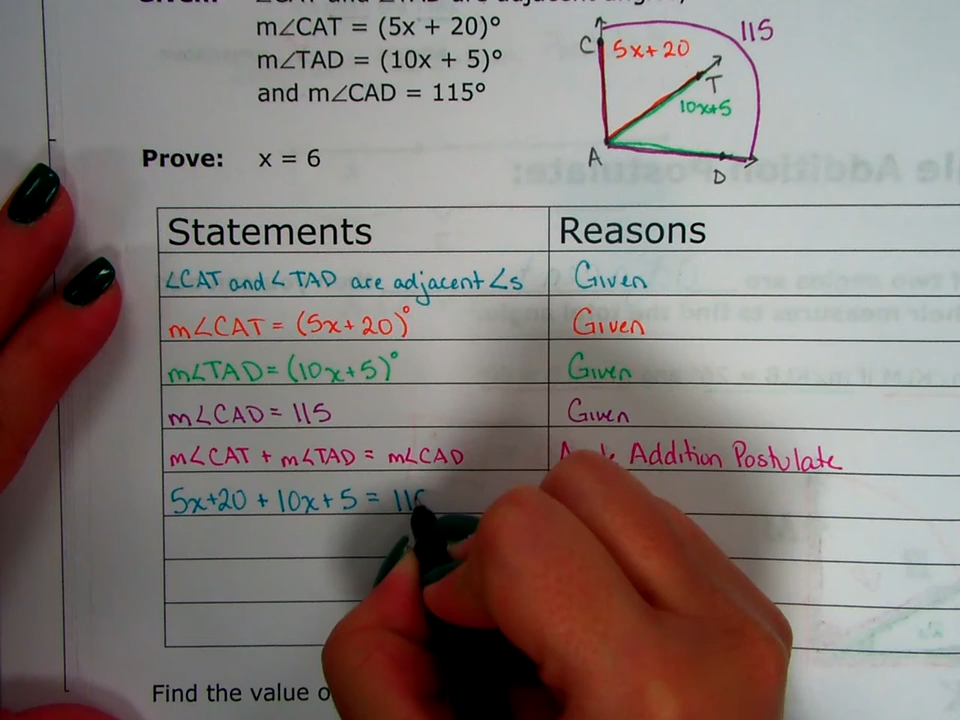 m∠CAT = (5x + 20)°
m∠TAD = (10x + 5)°
and m∠CAD = 115°
Prove: x = 6
115
C 5x+20
T
10x+5
A
D
Statements Reasons
∠CAT and ∠TAD are adjacent ∠s Given
m∠CAT = (5x+20)° Given
m∠TAD = (10x+5)° Given
m∠CAD = 115 Given
m∠CAT + m∠TAD = m∠CAD Addition Postulate
5x+20 + 10x+5 =
Find the value